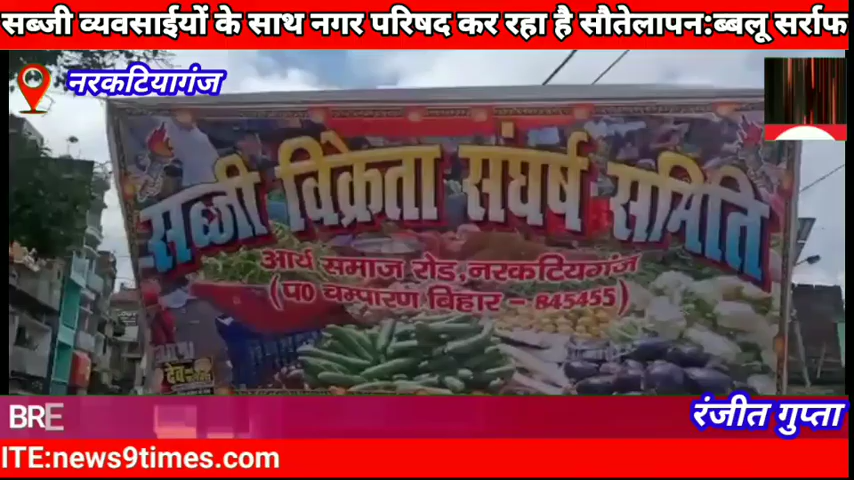 सब्जी व्यवसाईयों के साथ नगर परिषद कर रहा है सौतेलापन:ब्बलू सर्राफ
नरकटियागंज
सब्जी विक्रेता संघर्ष समिति
आर्य समाज रोड, नरकटियागंज
(प0 चम्पारण बिहार - 845455)
BRE
रंजीत गुप्ता
ITE:news9times.com